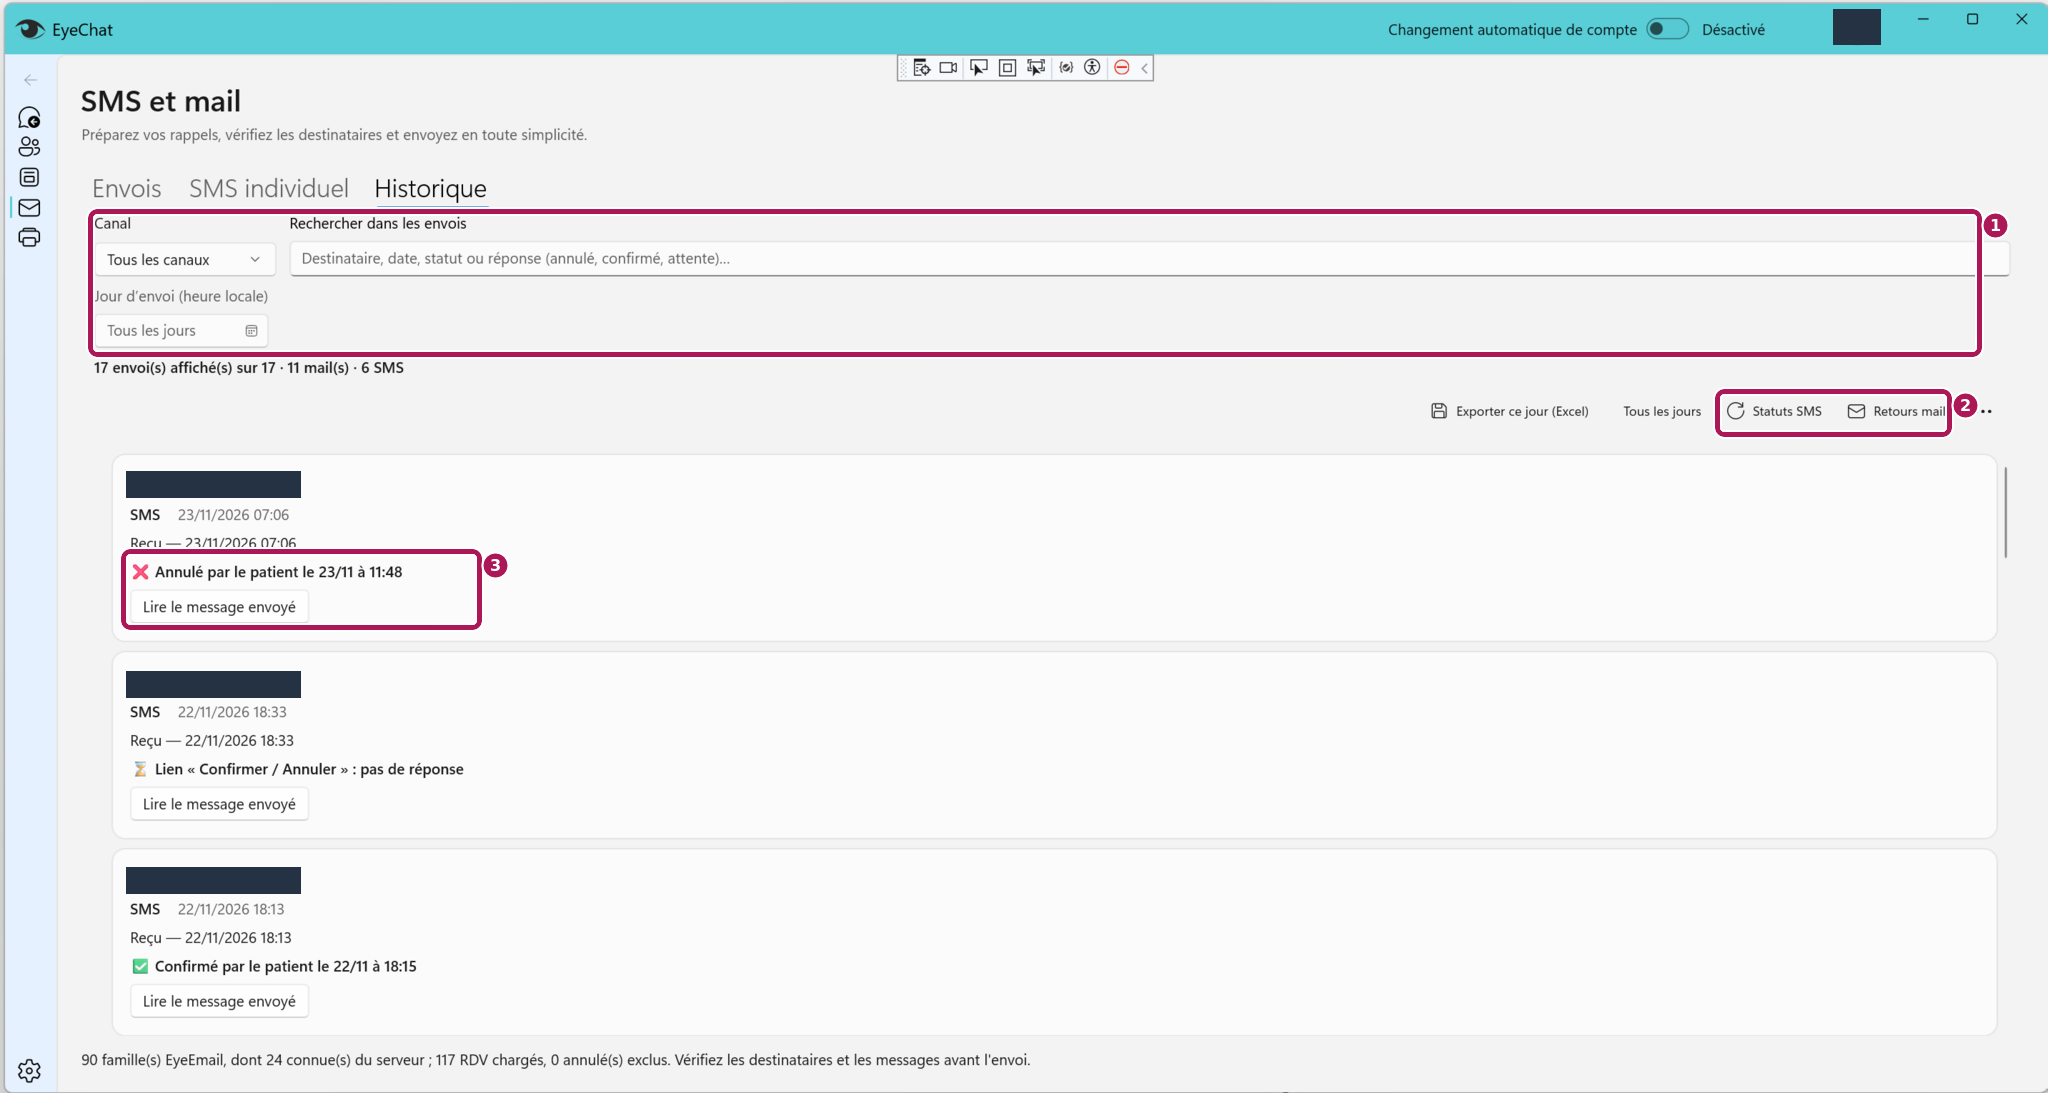 EyeChat
Changement automatique de compte Désactivé
SMS et mail
Préparez vos rappels, vérifiez les destinataires et envoyez en toute simplicité.
Envois SMS individuel Historique
Canal Rechercher dans les envois
1
Tous les canaux Destinataire, date, statut ou réponse (annulé, confirmé, attente)...
Jour d'envoi (heure locale)
Tous les jours
17 envoi(s) affiché(s) sur 17 · 11 mail(s) · 6 SMS
Exporter ce jour (Excel) Tous les jours Statuts SMS Retours mail 2
SMS 23/11/2026 07:06
Reçu — 23/11/2026 07:06
❌ Annulé par le patient le 23/11 à 11:48 3
Lire le message envoyé
SMS 22/11/2026 18:33
Reçu — 22/11/2026 18:33
⏳ Lien « Confirmer / Annuler » : pas de réponse
Lire le message envoyé
SMS 22/11/2026 18:13
Reçu — 22/11/2026 18:13
✅ Confirmé par le patient le 22/11 à 18:15
Lire le message envoyé
90 famille(s) EyeEmail, dont 24 connue(s) du serveur ; 117 RDV chargés, 0 annulé(s) exclus. Vérifiez les destinataires et les messages avant l'envoi.